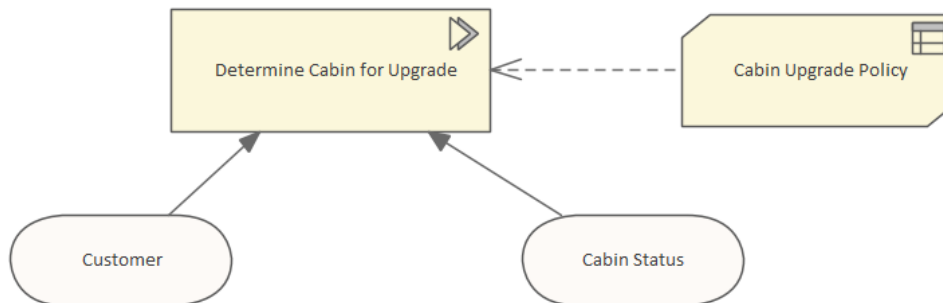 Determine Cabin for Upgrade
Cabin Upgrade Policy
Customer
Cabin Status